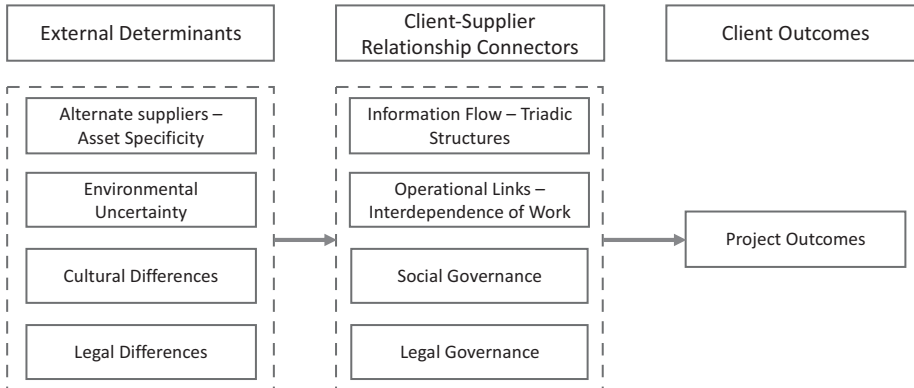 External Determinants
Client-Supplier
Relationship Connectors
Client Outcomes
Alternate suppliers –
Asset Specificity
Environmental
Uncertainty
Cultural Differences
Legal Differences
Information Flow – Triadic
Structures
Operational Links –
Interdependence of Work
Social Governance
Legal Governance
Project Outcomes